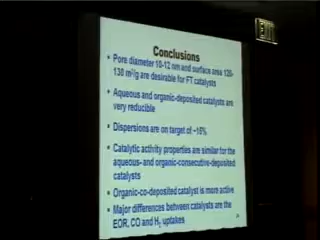 Conclusions
• Pore diameter 10-12 nm and surface area 120-
130 m²/g are desirable for FT catalysts
• Aqueous and organic-deposited catalysts are
very reducible
• Dispersions are on target of ~16%
• Catalytic activity properties are similar for the
aqueous- and organic-consecutive-deposited
catalysts
• Organic-co-deposited catalyst is more active
• Major differences between catalysts are the
EOR, CO and H₂ uptakes